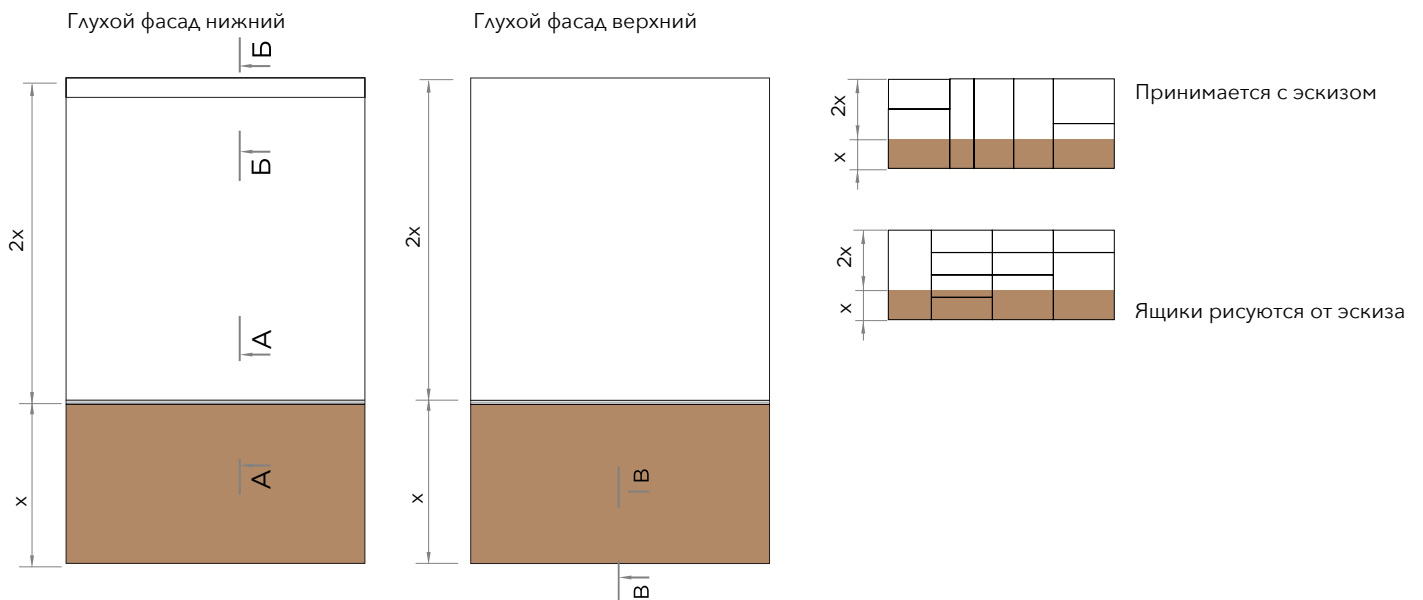 Глухой фасад нижний
Б
Б
2x
А
x
А
Глухой фасад верхний
2x
x
В
В
2x
x
Принимается с эскизом
2x
x
Ящики рисуются от эскиза